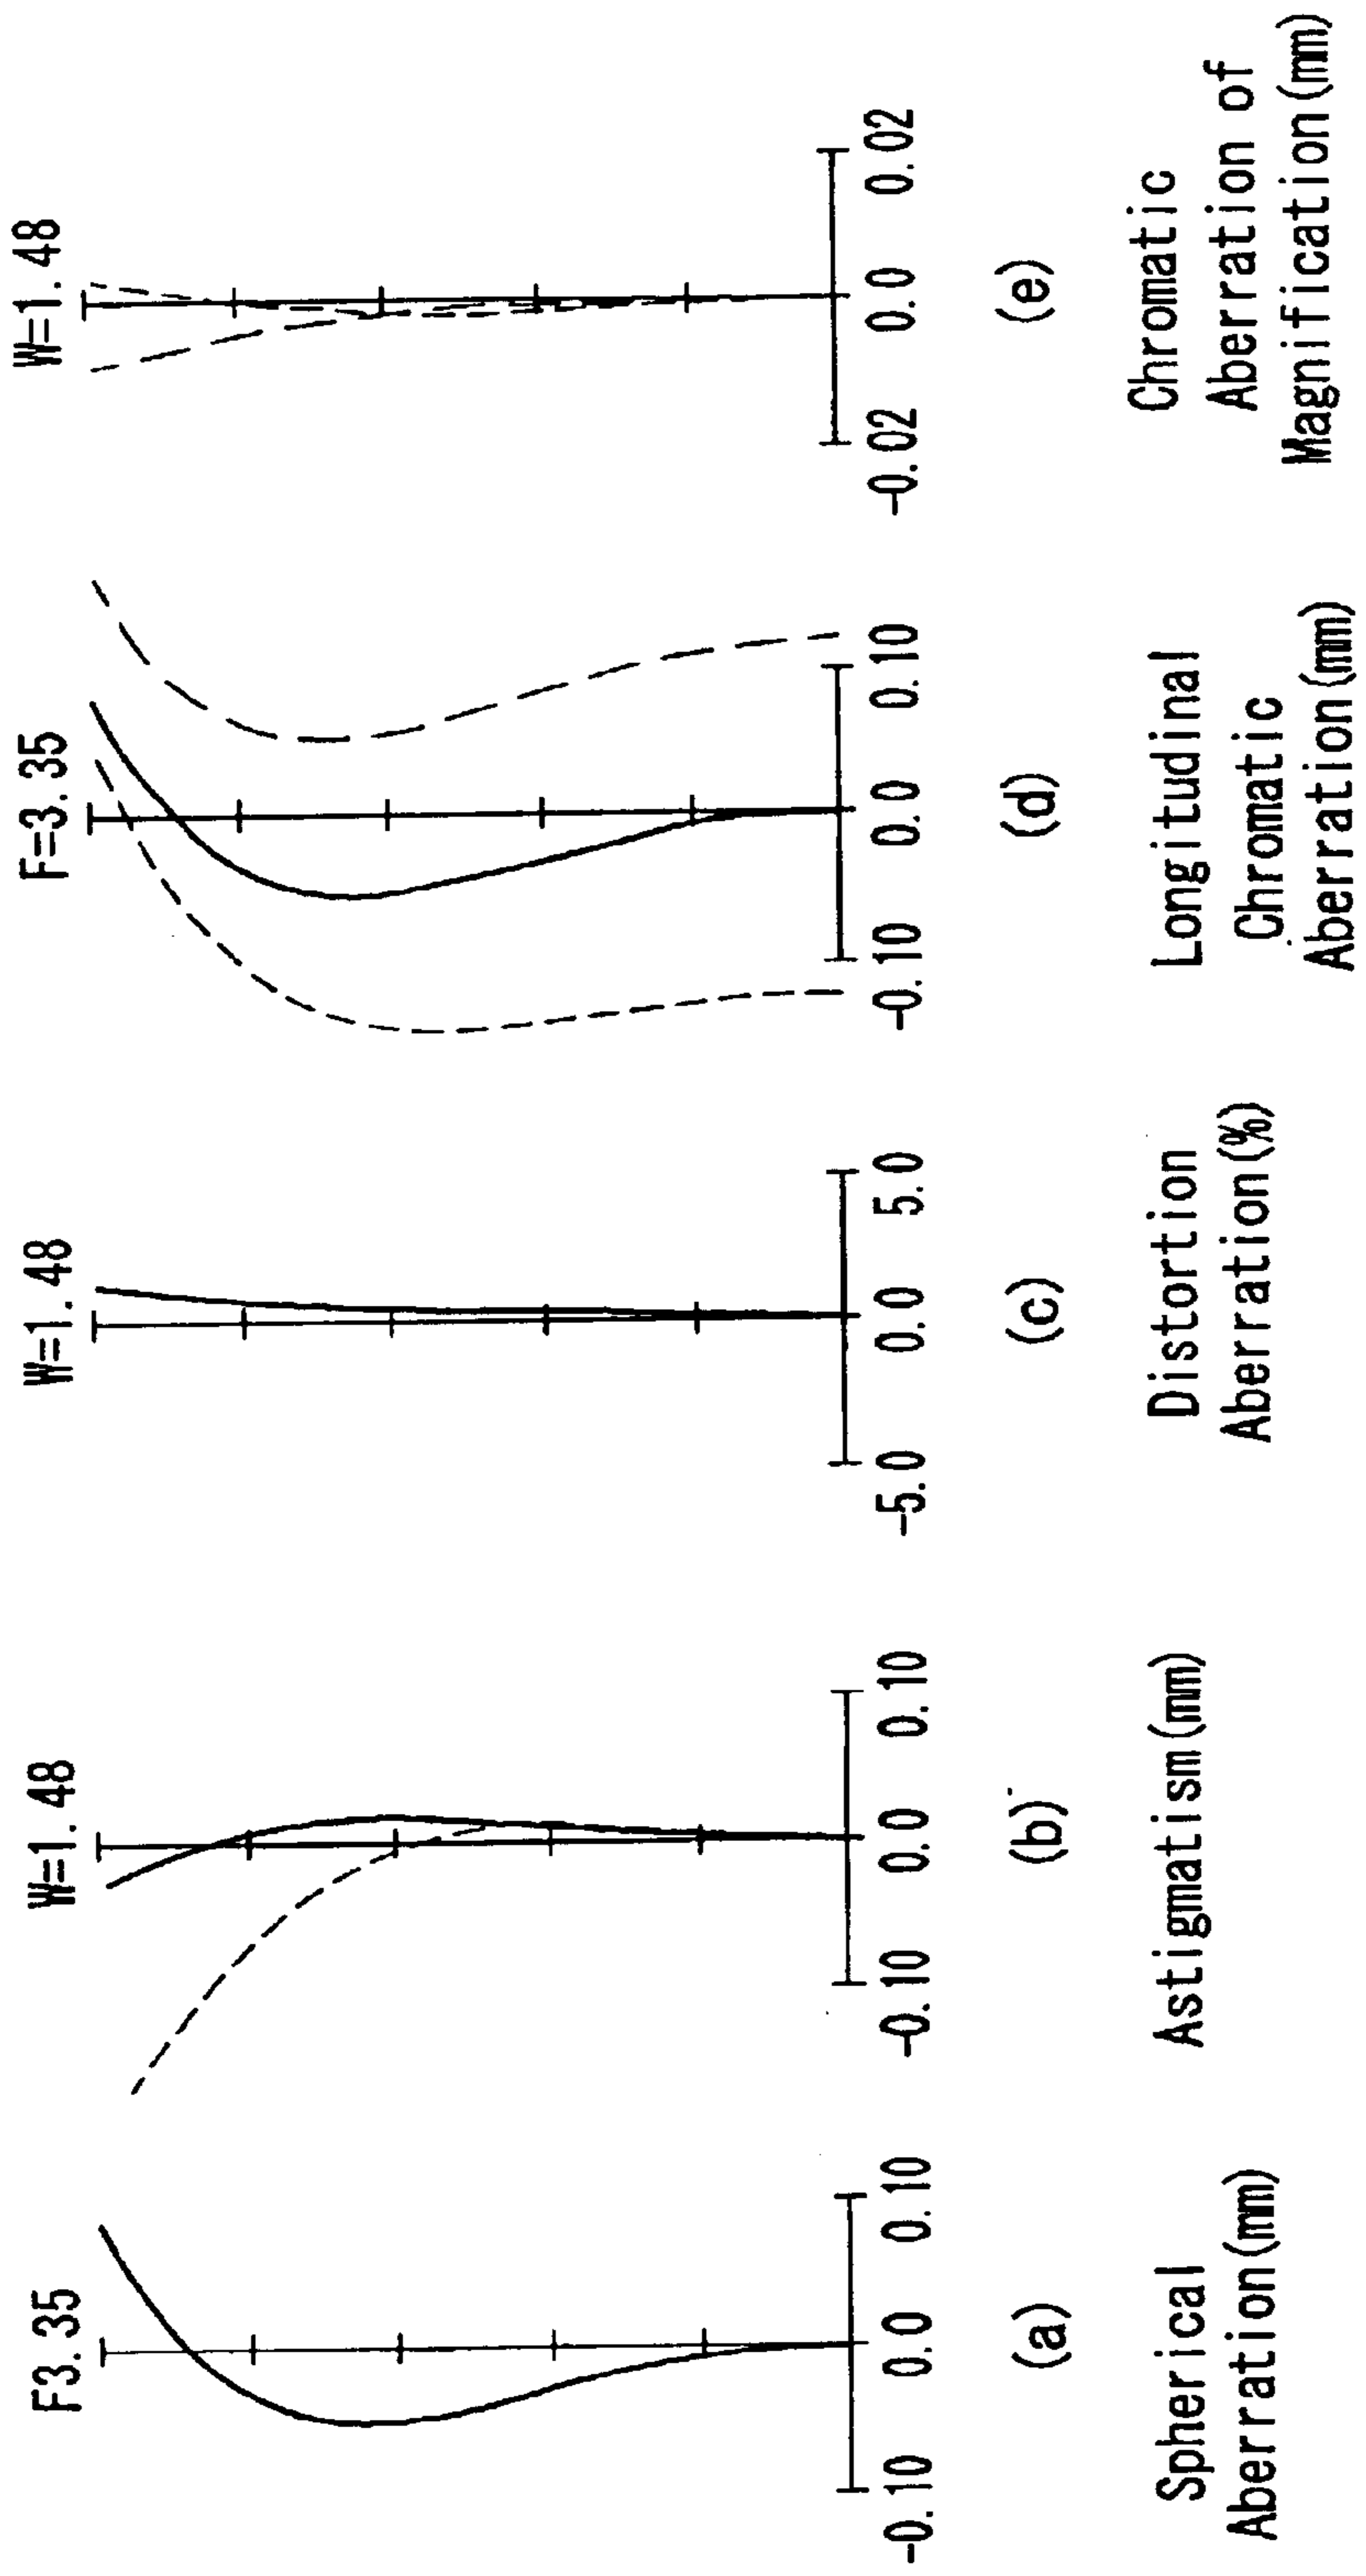 F3.35
-0.10 0.0 0.10
(a)
Spherical
Aberration(mm)
W=1.48
-0.10 0.0 0.10
(b)
Astigmatism(mm)
W=1.48
-5.0 0.0 5.0
(c)
Distortion
Aberration(%)
F=3.35
-0.10 0.0 0.10
(d)
Longitudinal
Chromatic
Aberration(mm)
W=1.48
-0.02 0.0 0.02
(e)
Chromatic
Aberration of
Magnification(mm)